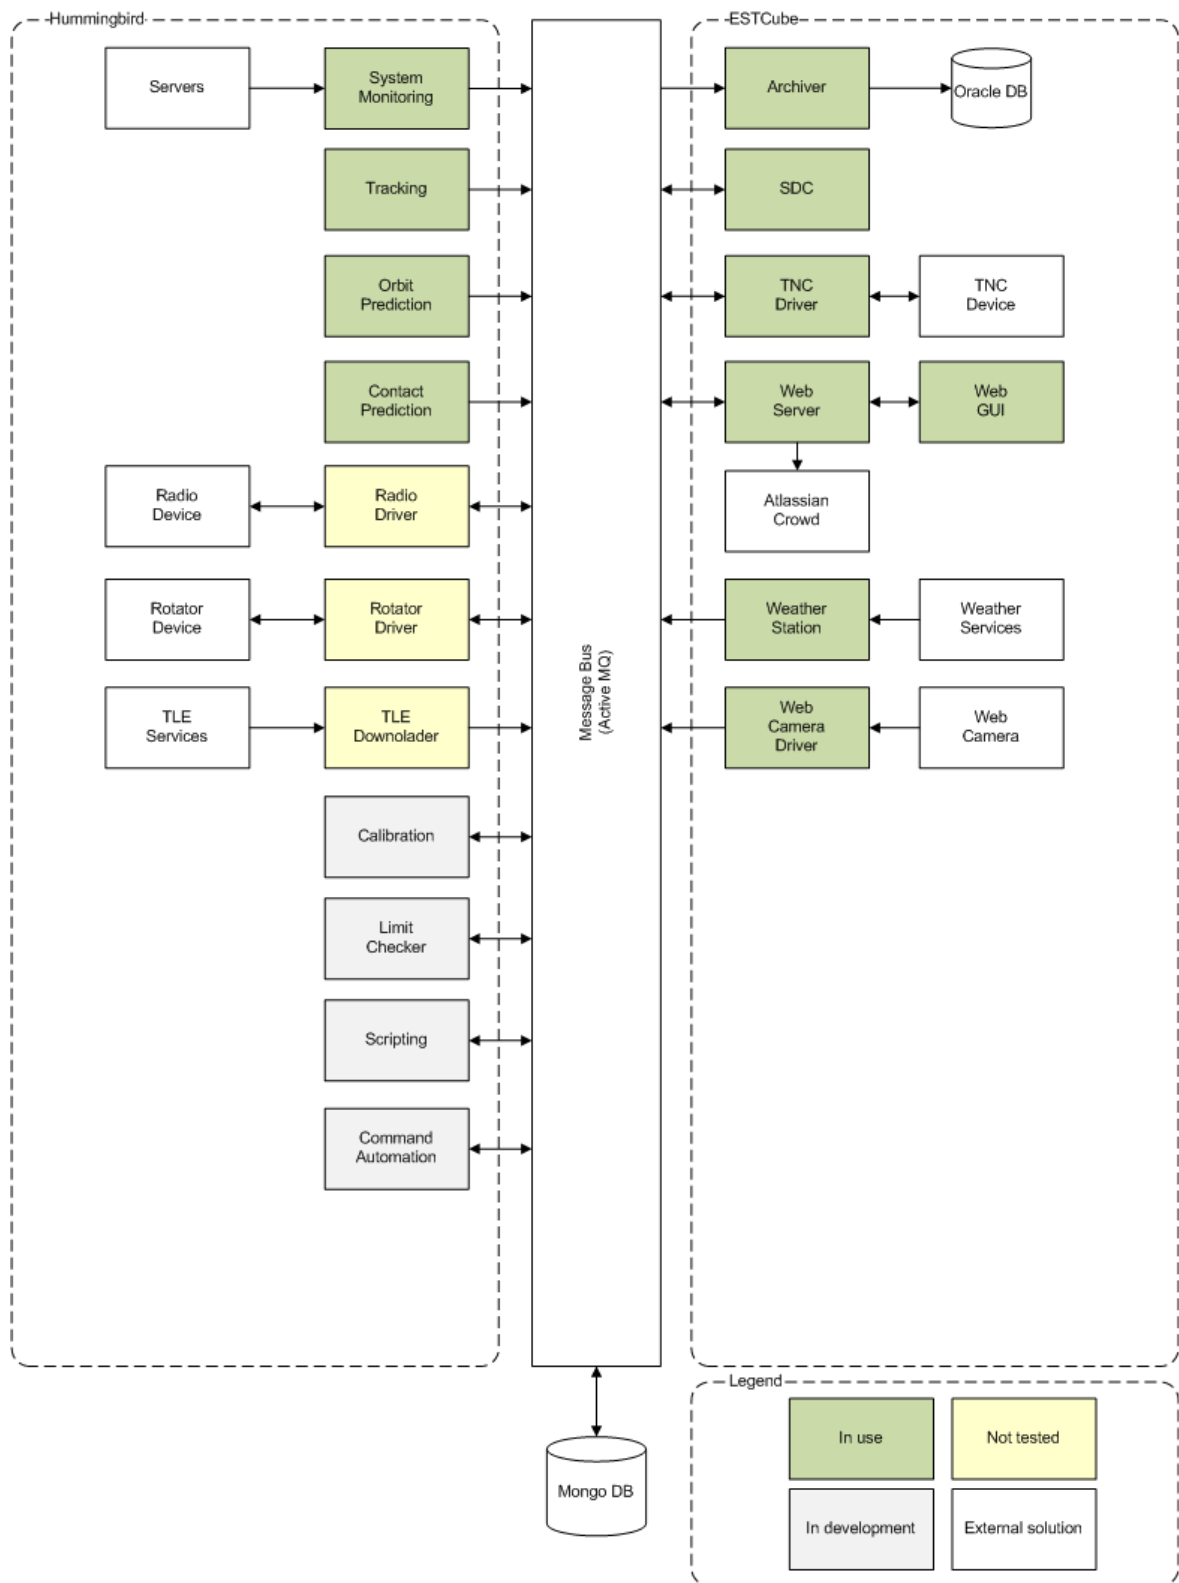 Hummingbird
ESTCube
Servers
System
Monitoring
Archiver
Oracle DB
Tracking
SDC
Orbit
Prediction
TNC
Driver
TNC
Device
Contact
Prediction
Web
Server
Web
GUI
Radio
Device
Radio
Driver
Atlassian
Crowd
Rotator
Device
Rotator
Driver
Weather
Station
Weather
Services
Message Bus
(Active MQ)
TLE
Services
TLE
Downolader
Web
Camera
Driver
Web
Camera
Calibration
Limit
Checker
Scripting
Command
Automation
Mongo DB
Legend
In use
Not tested
In development
External solution